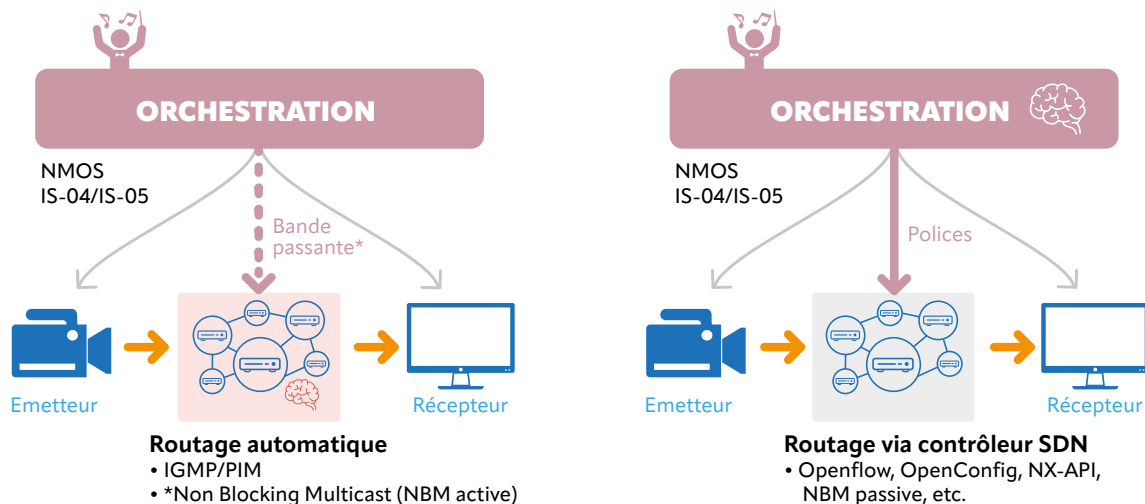 ORCHESTRATION
NMOS
IS-04/IS-05
Bande
passante*
Emetteur
Récepteur
Routage automatique
• IGMP/PIM
• *Non Blocking Multicast (NBM active)
ORCHESTRATION
NMOS
IS-04/IS-05
Polices
Emetteur
Récepteur
Routage via contrôleur SDN
• Openflow, OpenConfig, NX-API,
NBM passive, etc.